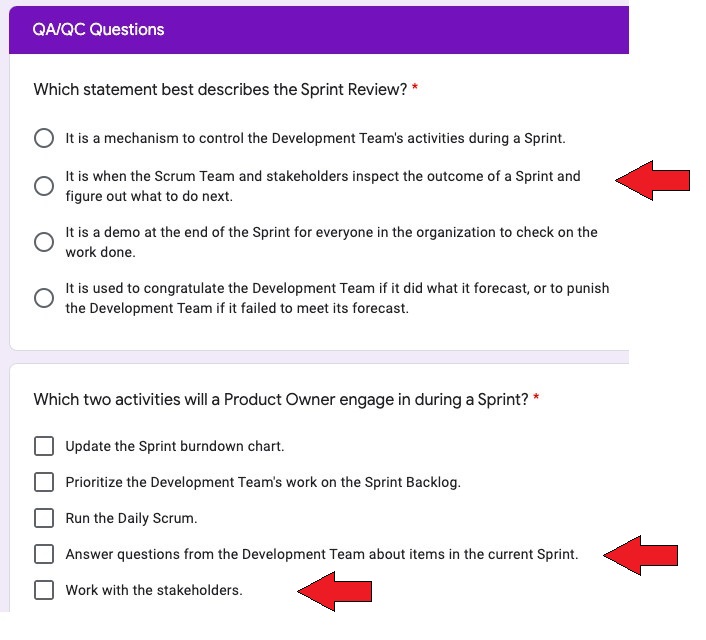 QA/QC Questions
Which statement best describes the Sprint Review? *
It is a mechanism to control the Development Team's activities during a Sprint.
It is when the Scrum Team and stakeholders inspect the outcome of a Sprint and
figure out what to do next.
It is a demo at the end of the Sprint for everyone in the organization to check on the
work done.
It is used to congratulate the Development Team if it did what it forecast, or to punish
the Development Team if it failed to meet its forecast.
Which two activities will a Product Owner engage in during a Sprint? *
Update the Sprint burndown chart.
Prioritize the Development Team's work on the Sprint Backlog.
Run the Daily Scrum.
Answer questions from the Development Team about items in the current Sprint.
Work with the stakeholders.